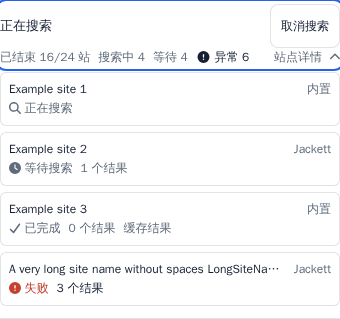 正在搜索 取消搜索
已结束 16/24 站 搜索中 4 等待 4 异常 6 站点详情
Example site 1 内置
正在搜索
Example site 2 Jackett
等待搜索 1 个结果
Example site 3 内置
已完成 0 个结果 缓存结果
A very long site name without spaces LongSiteNa… Jackett
失败 3 个结果